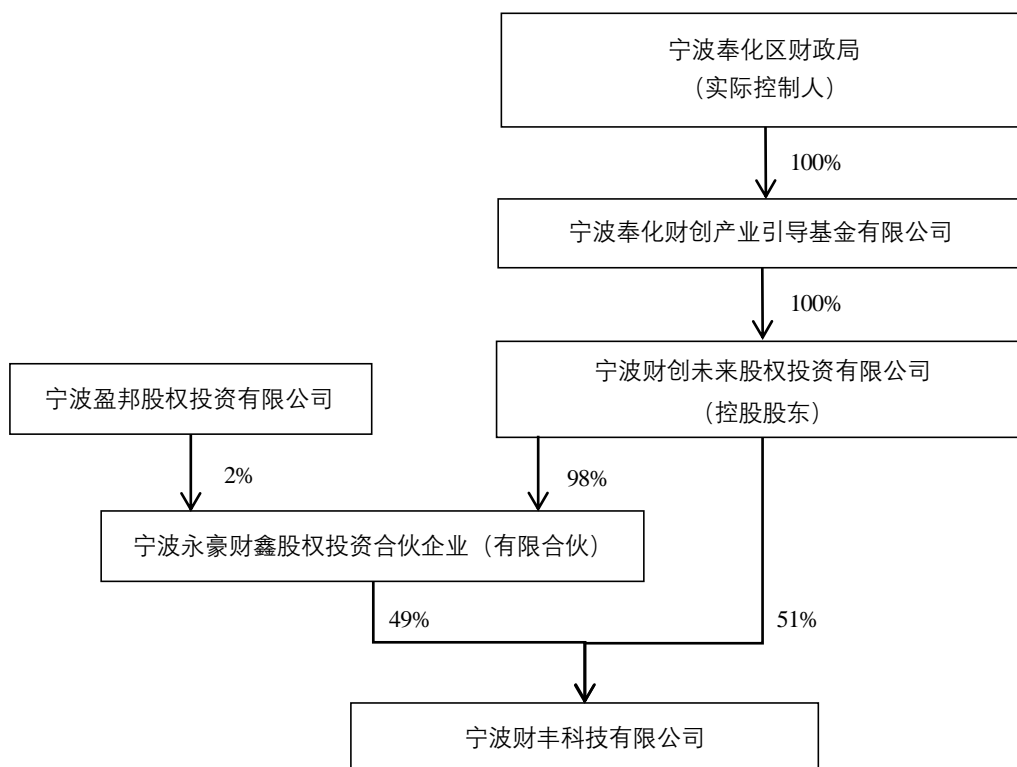 宁波奉化区财政局
（实际控制人）
100%
宁波奉化财创产业引导基金有限公司
100%
宁波盈邦股权投资有限公司
宁波财创未来股权投资有限公司
（控股股东）
2%
98%
宁波永豪财鑫股权投资合伙企业（有限合伙）
49%
51%
宁波财丰科技有限公司